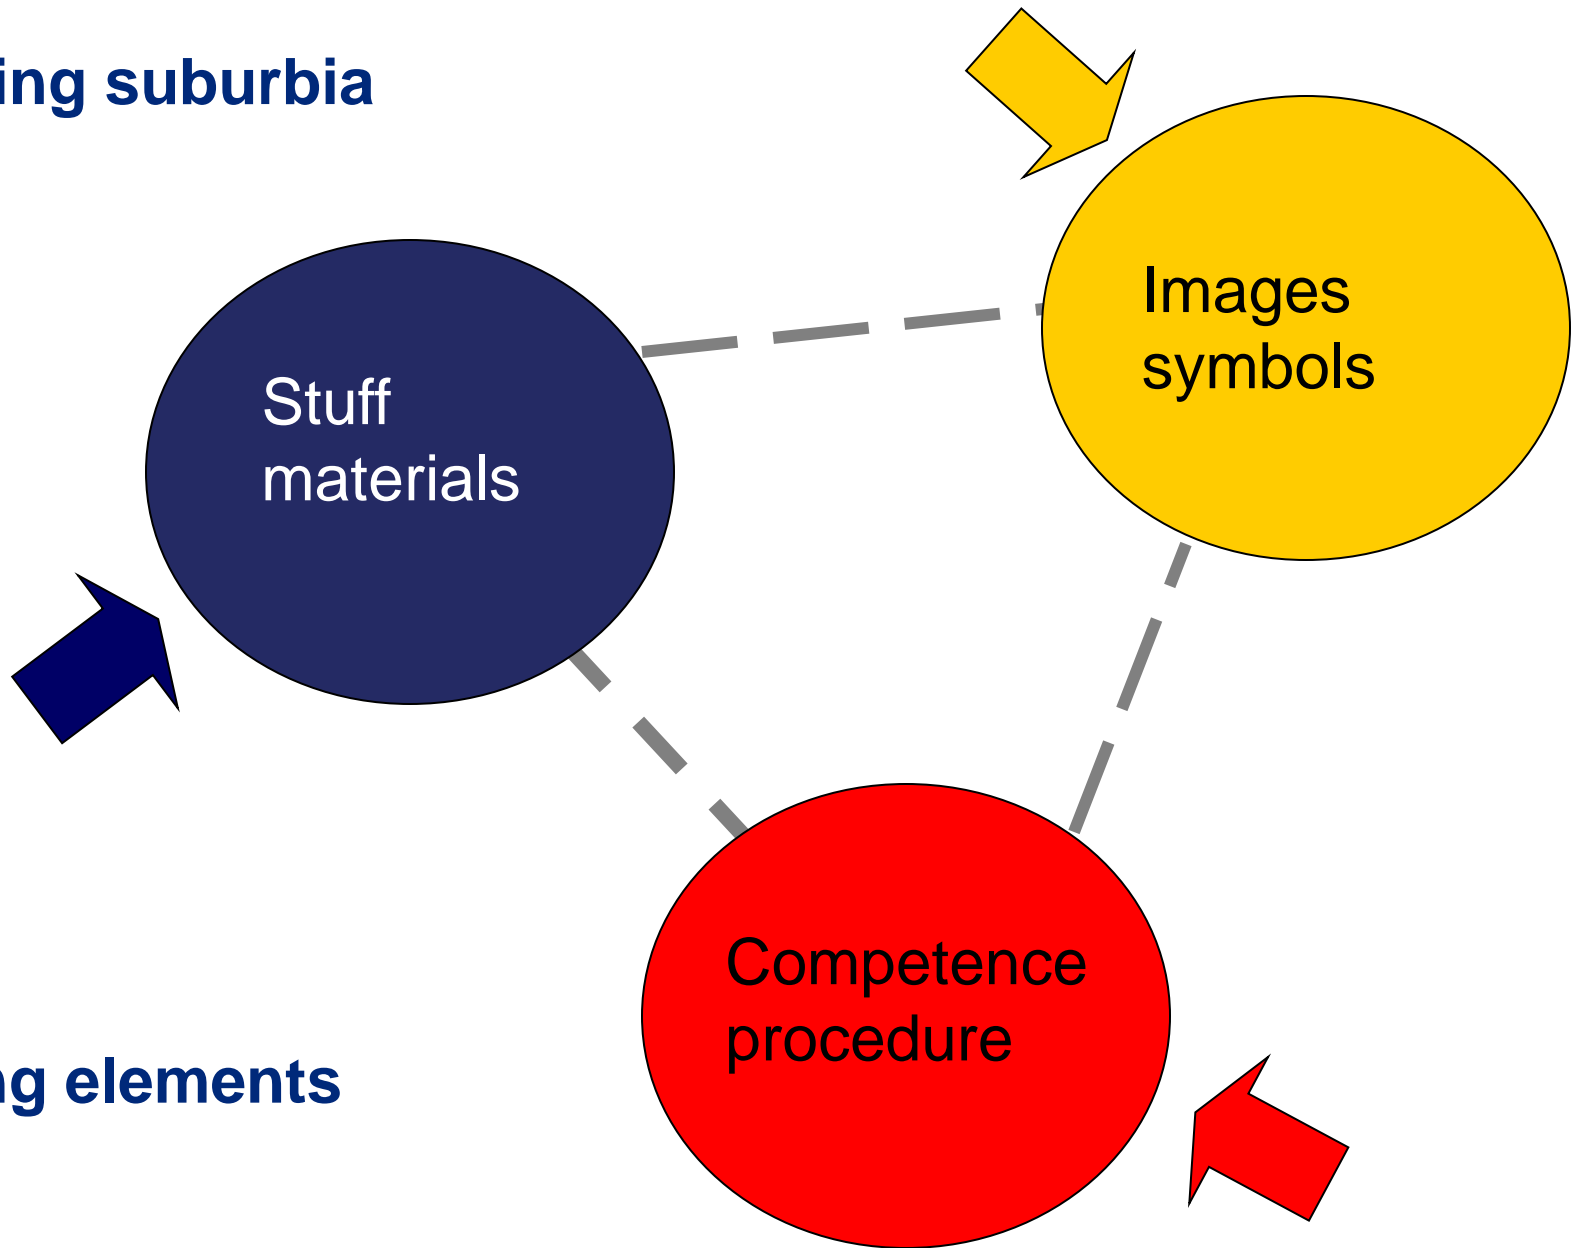 ing suburbia
Images
symbols
Stuff
materials
Competence
procedure
ng elements